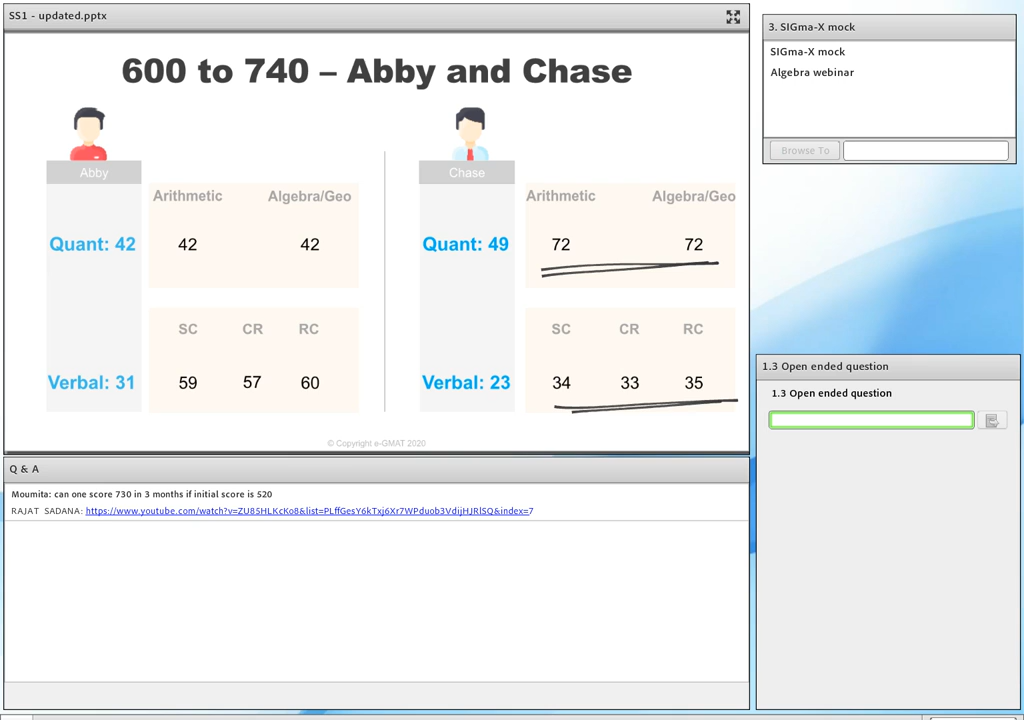 SS1 - updated.pptx
600 to 740 – Abby and Chase
Abby
Arithmetic Algebra/Geo
Quant: 42 42 42
SC CR RC
Verbal: 31 59 57 60
Chase
Arithmetic Algebra/Geo
Quant: 49 72 72
SC CR RC
Verbal: 23 34 33 35
© Copyright e-GMAT 2020
Q & A
Moumita: can one score 730 in 3 months if initial score is 520
RAJAT SADANA: https://www.youtube.com/watch?v=ZU85HLKcKo8&list=PLffGesY6kTxj6Xr7WPduob3VdijHJRlSQ&index=7
3. SIGma-X mock
SIGma-X mock
Algebra webinar
Browse To
1.3 Open ended question
1.3 Open ended question